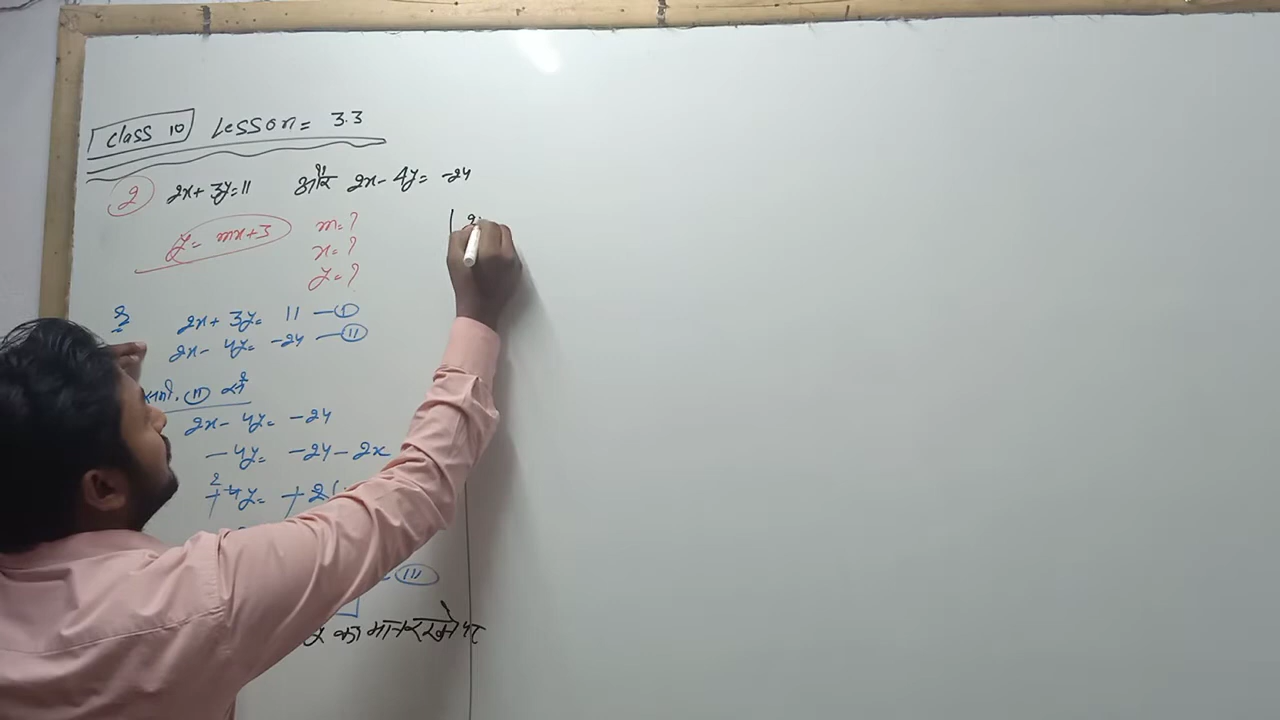 Class 10 Lesson = 3.3
2 2x + 3y = 11 और 2x - 4y = -24
y = mx + 3 m = ?
x = ?
y = ?
2x + 3y = 11 — I
2x - 4y = -24 — II
II से
2x - 4y = -24
-4y = -24 - 2x
III
का मान रखने पर